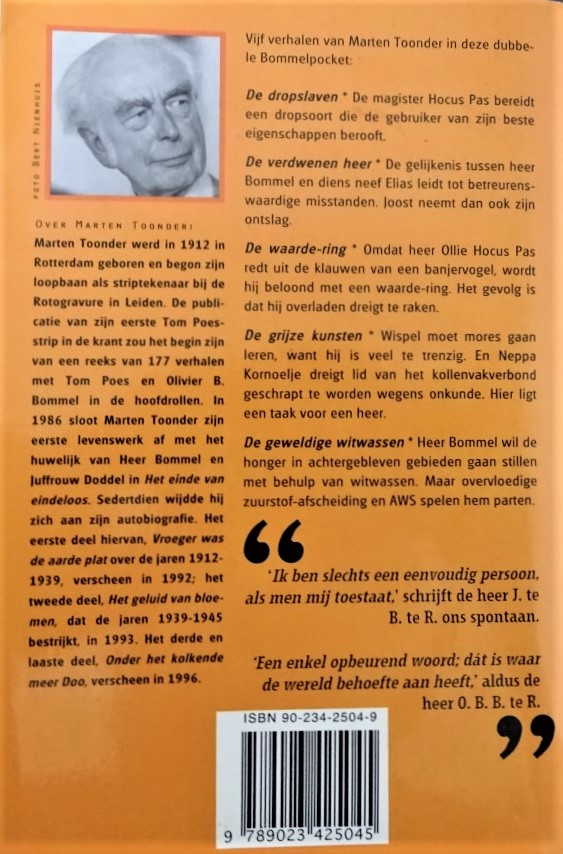 FOTO BERT NIENHUIS
OVER MARTEN TOONDER:
Marten Toonder werd in 1912 in
Rotterdam geboren en begon zijn
loopbaan als striptekenaar bij de
Rotogravure in Leiden. De publi-
catie van zijn eerste Tom Poes-
strip in de krant zou het begin zijn
van een reeks van 177 verhalen
met Tom Poes en Olivier B.
Bommel in de hoofdrollen. In
1986 sloot Marten Toonder zijn
eerste levenswerk af met het
huwelijk van Heer Bommel en
Juffrouw Doddel in Het einde van
eindeloos. Sedertdien wijdde hij
zich aan zijn autobiografie. Het
eerste deel hiervan, Vroeger was
de aarde plat over de jaren 1912-
1939, verscheen in 1992; het
tweede deel, Het geluid van bloe-
men, dat de jaren 1939-1945
bestrijkt, in 1993. Het derde en
laaste deel, Onder het kolkende
meer Doo, verscheen in 1996.
Vijf verhalen van Marten Toonder in deze dubbe-
le Bommelpocket:
De dropslaven * De magister Hocus Pas bereidt
een dropsoort die de gebruiker van zijn beste
eigenschappen berooft.
De verdwenen heer * De gelijkenis tussen heer
Bommel en diens neef Elias leidt tot betreurens-
waardige misstanden. Joost neemt dan ook zijn
ontslag.
De waarde-ring * Omdat heer Ollie Hocus Pas
redt uit de klauwen van een banjervogel, wordt
hij beloond met een waarde-ring. Het gevolg is
dat hij overladen dreigt te raken.
De grijze kunsten * Wispel moet mores gaan
leren, want hij is veel te trenzig. En Neppa
Kornoelje dreigt lid van het kollenvakverbond
geschrapt te worden wegens onkunde. Hier ligt
een taak voor een heer.
De geweldige witwassen * Heer Bommel wil de
honger in achtergebleven gebieden gaan stillen
met behulp van witwassen. Maar overvloedige
zuurstof-afscheiding en AWS spelen hem parten.
“
‘Ik ben slechts een eenvoudig persoon,
als men mij toestaat,’ schrijft de heer J. te
B. te R. ons spontaan.
‘Een enkel opbeurend woord; dát is waar
de wereld behoefte aan heeft,’ aldus de
heer O. B. B. te R.
”
ISBN 90-234-2504-9
9 789023 425045